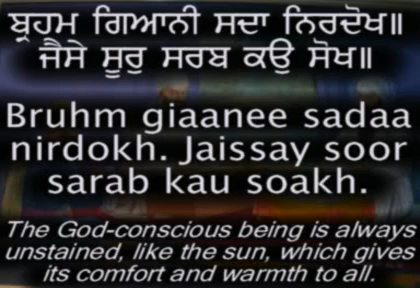 ਬ੍ਰਹਮ ਗਿਆਨੀ ਸਦਾ ਨਿਰਦੋਖ॥
ਜੈਸੇ ਸੂਰੁ ਸਰਬ ਕਉ ਸੋਖ॥
Bruhm giaanee sadaa
nirdokh. Jaissay soor
sarab kau soakh.
The God-conscious being is always
unstained, like the sun, which gives
its comfort and warmth to all.